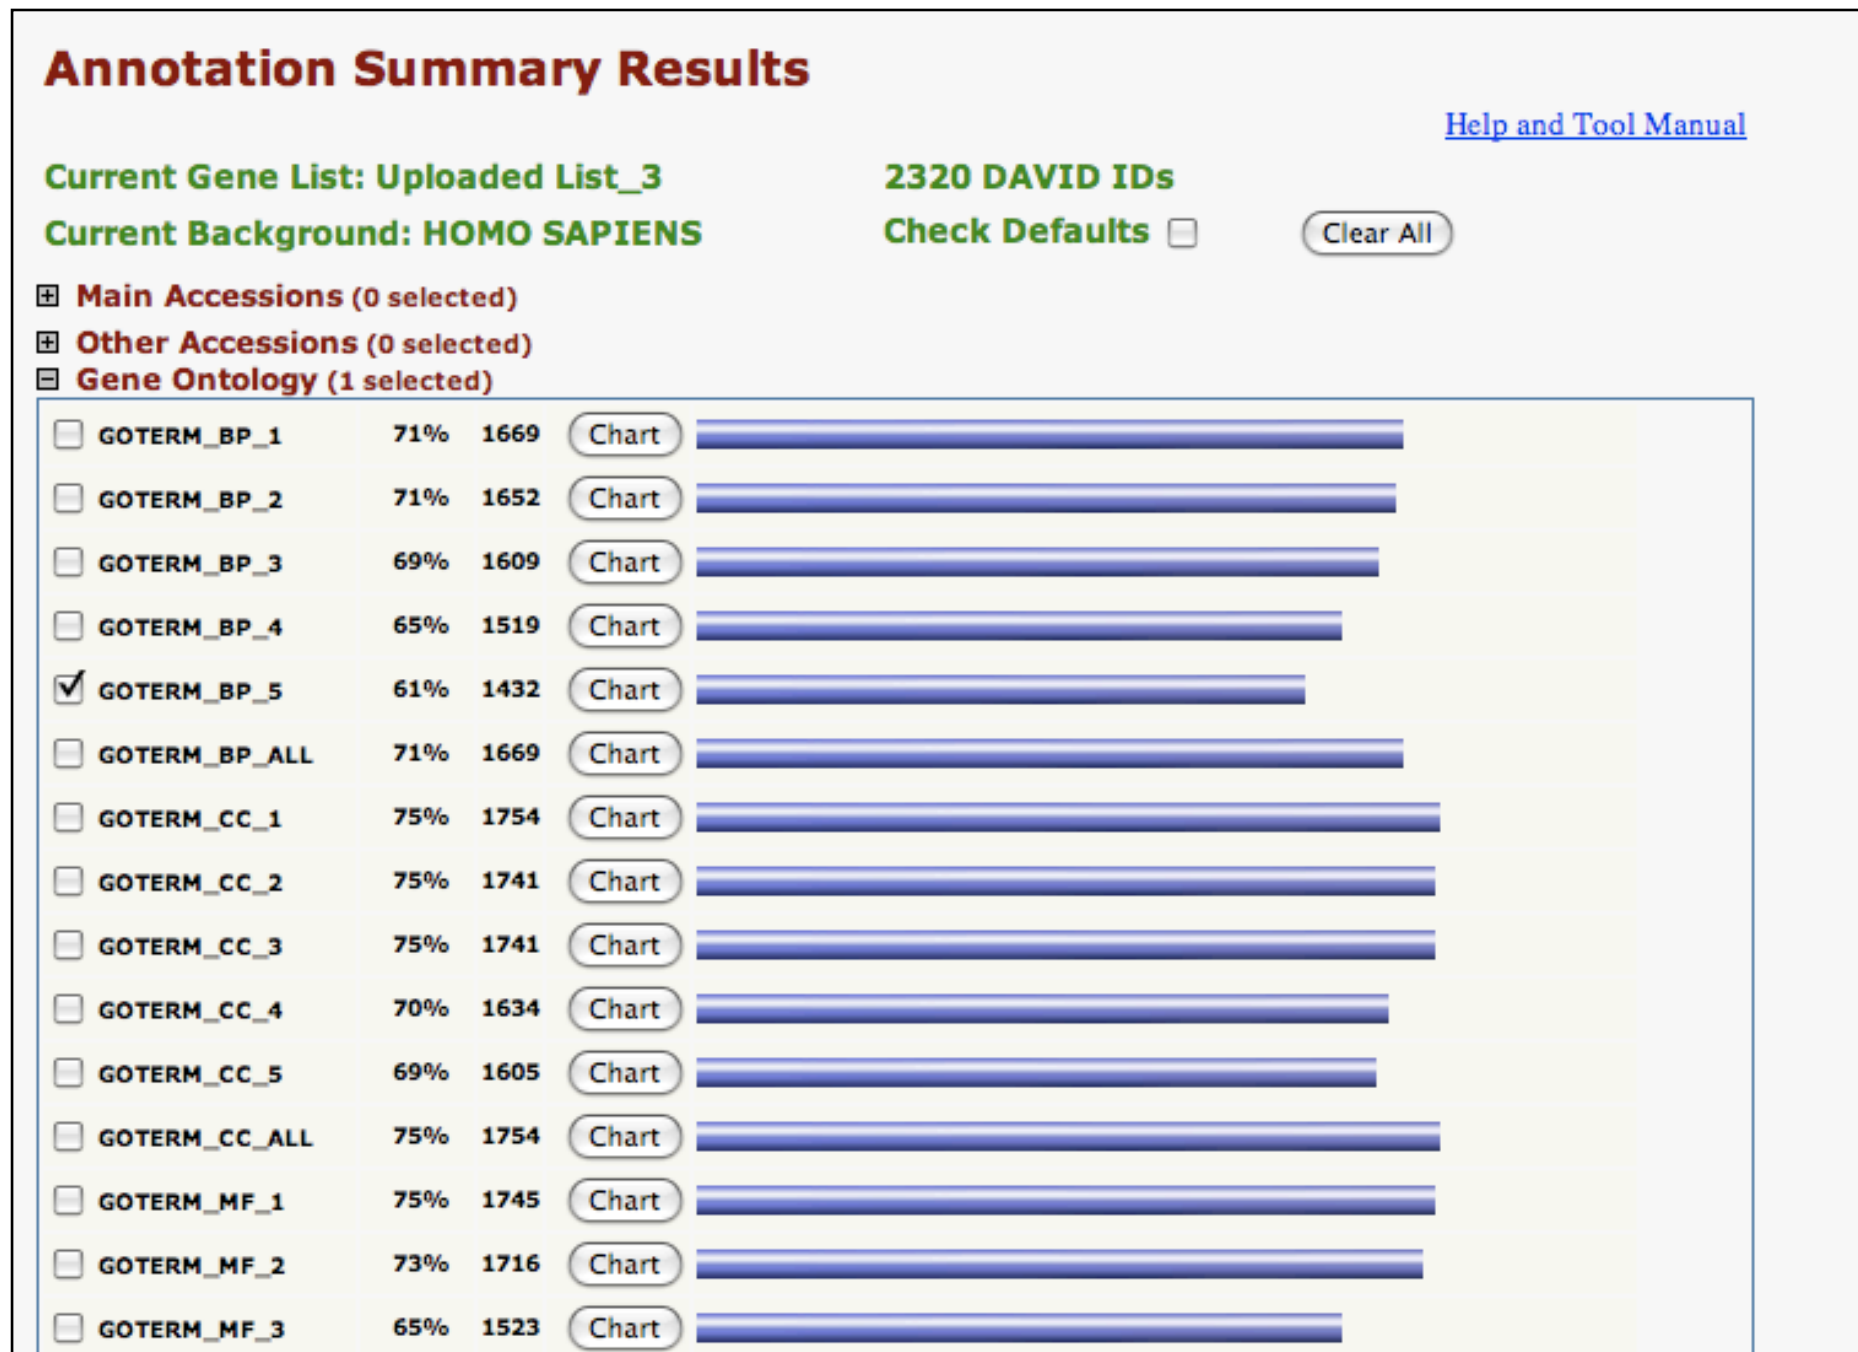 Annotation Summary Results
Help and Tool Manual
Current Gene List: Uploaded List_3 2320 DAVID IDs
Current Background: HOMO SAPIENS Check Defaults Clear All
Main Accessions (0 selected)
Other Accessions (0 selected)
Gene Ontology (1 selected)
GOTERM_BP_1 71% 1669 Chart
GOTERM_BP_2 71% 1652 Chart
GOTERM_BP_3 69% 1609 Chart
GOTERM_BP_4 65% 1519 Chart
GOTERM_BP_5 61% 1432 Chart
GOTERM_BP_ALL 71% 1669 Chart
GOTERM_CC_1 75% 1754 Chart
GOTERM_CC_2 75% 1741 Chart
GOTERM_CC_3 75% 1741 Chart
GOTERM_CC_4 70% 1634 Chart
GOTERM_CC_5 69% 1605 Chart
GOTERM_CC_ALL 75% 1754 Chart
GOTERM_MF_1 75% 1745 Chart
GOTERM_MF_2 73% 1716 Chart
GOTERM_MF_3 65% 1523 Chart